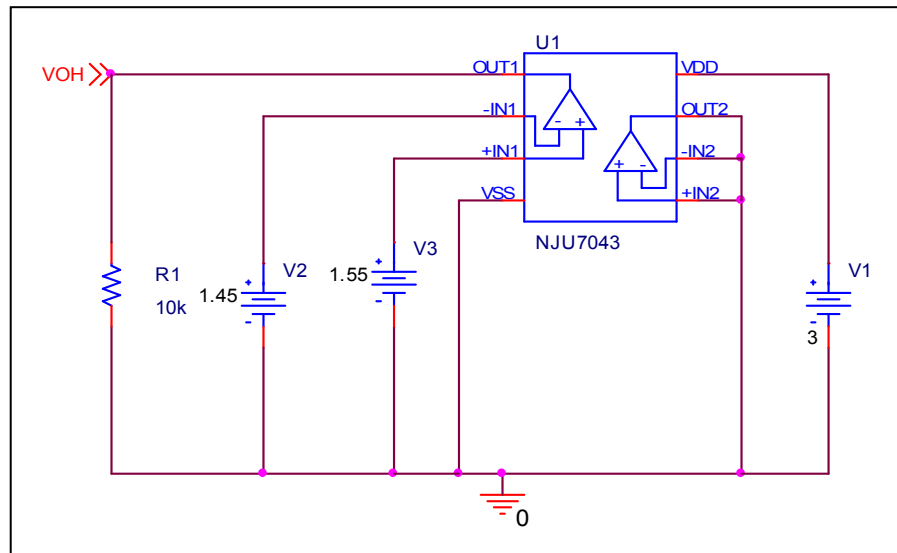 U1
VOH
OUT1
VDD
-IN1
OUT2
- +
+IN1
-IN2
+ -
VSS
+IN2
NJU7043
V3
R1
10k
1.45
+
-
V2
1.55
+
-
V1
+
-
3
0